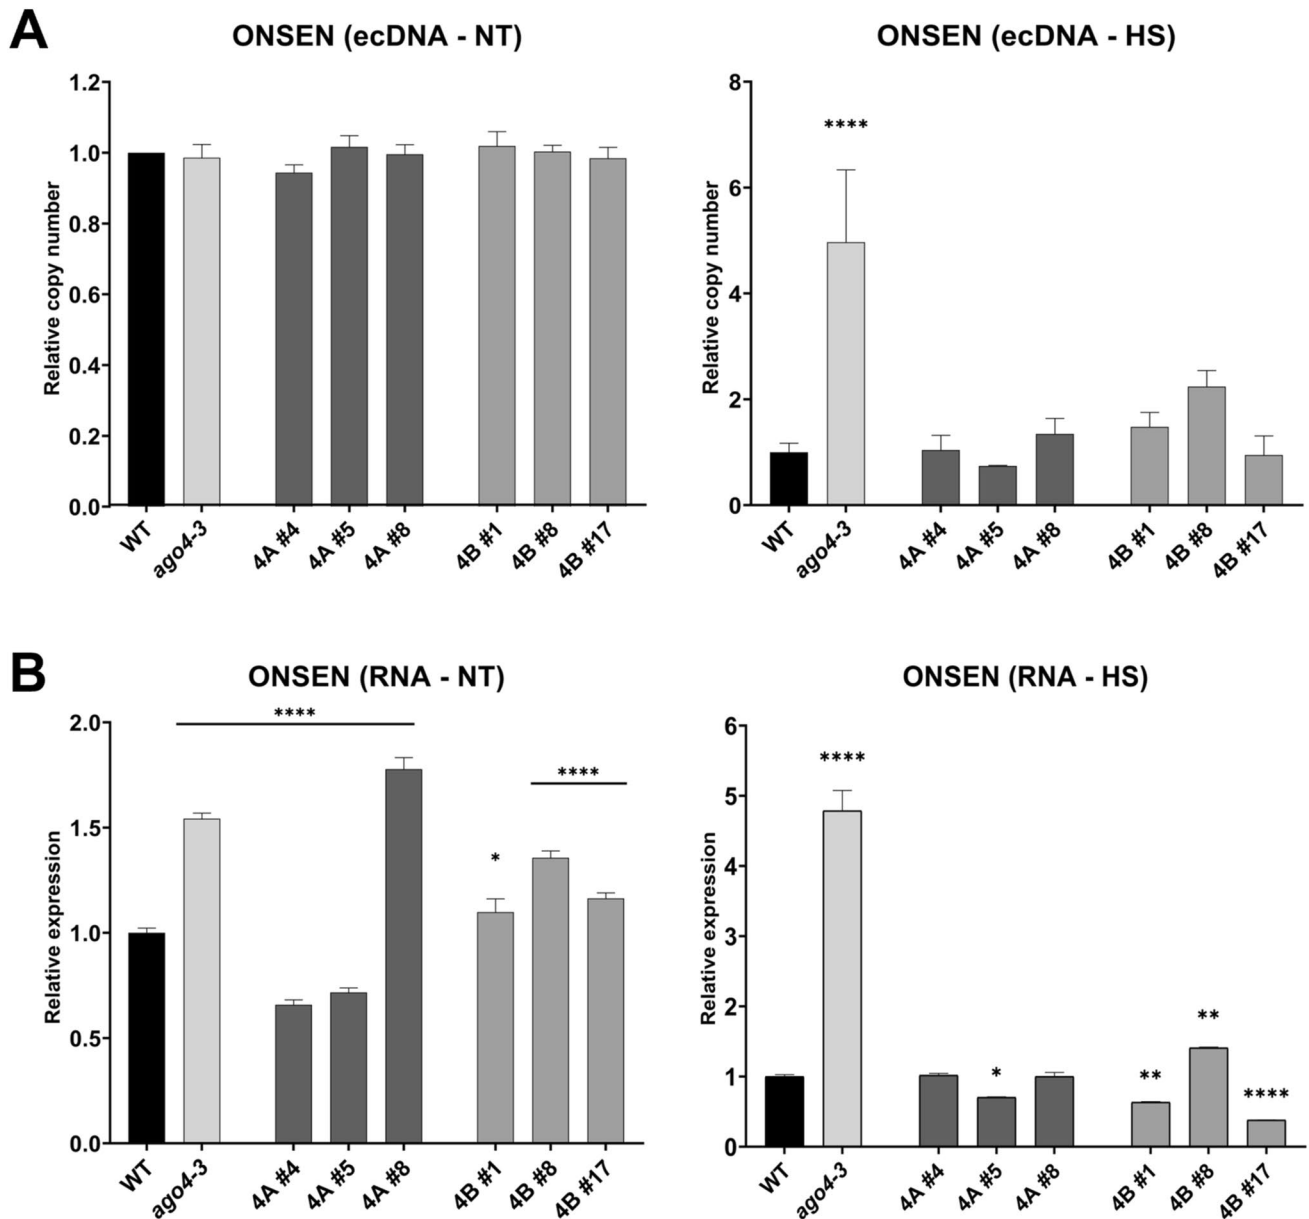 A
ONSEN (ecDNA - NT)
Relative copy number
1.2
1.0
0.8
0.6
0.4
0.2
0.0
WT
ago4-3
4A #4
4A #5
4A #8
4B #1
4B #8
4B #17
ONSEN (ecDNA - HS)
Relative copy number
8
6
4
2
0
****
WT
ago4-3
4A #4
4A #5
4A #8
4B #1
4B #8
4B #17
B
ONSEN (RNA - NT)
Relative expression
2.0
1.5
1.0
0.5
0.0
****
*
****
WT
ago4-3
4A #4
4A #5
4A #8
4B #1
4B #8
4B #17
ONSEN (RNA - HS)
Relative expression
6
5
4
3
2
1
0
****
*
**
**
****
WT
ago4-3
4A #4
4A #5
4A #8
4B #1
4B #8
4B #17